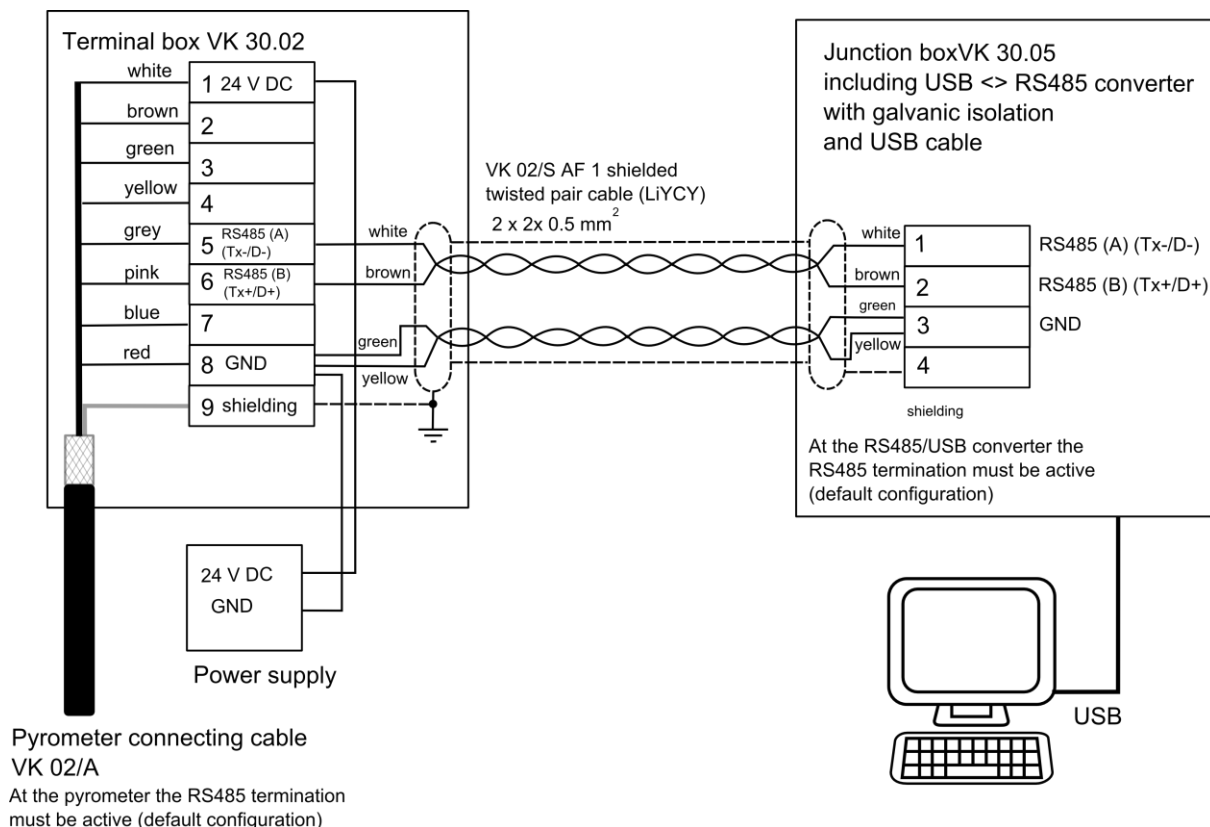 Terminal box VK 30.02
white
1 24 V DC
brown
2
green
3
yellow
4
grey
5 RS485 (A)
(Tx-/D-)
pink
6 RS485 (B)
(Tx+/D+)
blue
7
red
8 GND
9 shielding
white
brown
green
yellow
VK 02/S AF 1 shielded
twisted pair cable (LiYCY)
2 x 2x 0.5 mm²
Junction boxVK 30.05
including USB <> RS485 converter
with galvanic isolation
and USB cable
white
1
RS485 (A) (Tx-/D-)
brown
2
RS485 (B) (Tx+/D+)
green
3
GND
yellow
4
shielding
At the RS485/USB converter the
RS485 termination must be active
(default configuration)
24 V DC
GND
Power supply
USB
Pyrometer connecting cable
VK 02/A
At the pyrometer the RS485 termination
must be active (default configuration)